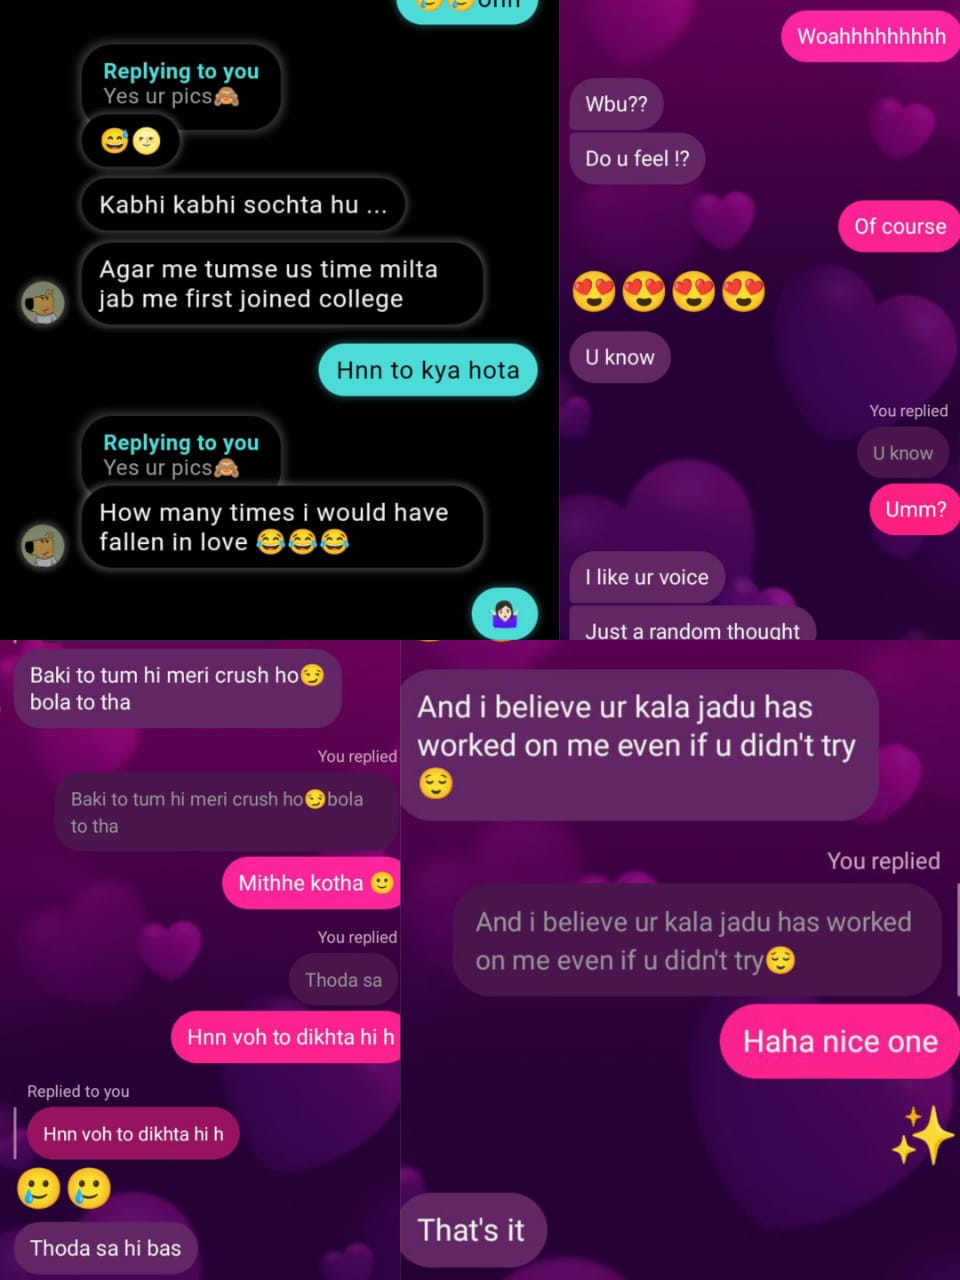 🥲🥲ohh
Replying to you
Yes ur pics🙈
😅🌝
Kabhi kabhi sochta hu ...
Agar me tumse us time milta
jab me first joined college
Hnn to kya hota
Replying to you
Yes ur pics🙈
How many times i would have
fallen in love 😂😂😂
🤷🏻‍♀️
Woahhhhhhhhh
Wbu??
Do u feel !?
Of course
😍😍😍😍
U know
You replied
U know
Umm?
I like ur voice
Just a random thought
Baki to tum hi meri crush ho😏
bola to tha
You replied
Baki to tum hi meri crush ho😏bola
to tha
Mithhe kotha 🙂
You replied
Thoda sa
Hnn voh to dikhta hi h
Replied to you
Hnn voh to dikhta hi h
🥲🥲
Thoda sa hi bas
And i believe ur kala jadu has
worked on me even if u didn't try
😌
You replied
And i believe ur kala jadu has worked
on me even if u didn't try😌
Haha nice one
✨
That's it